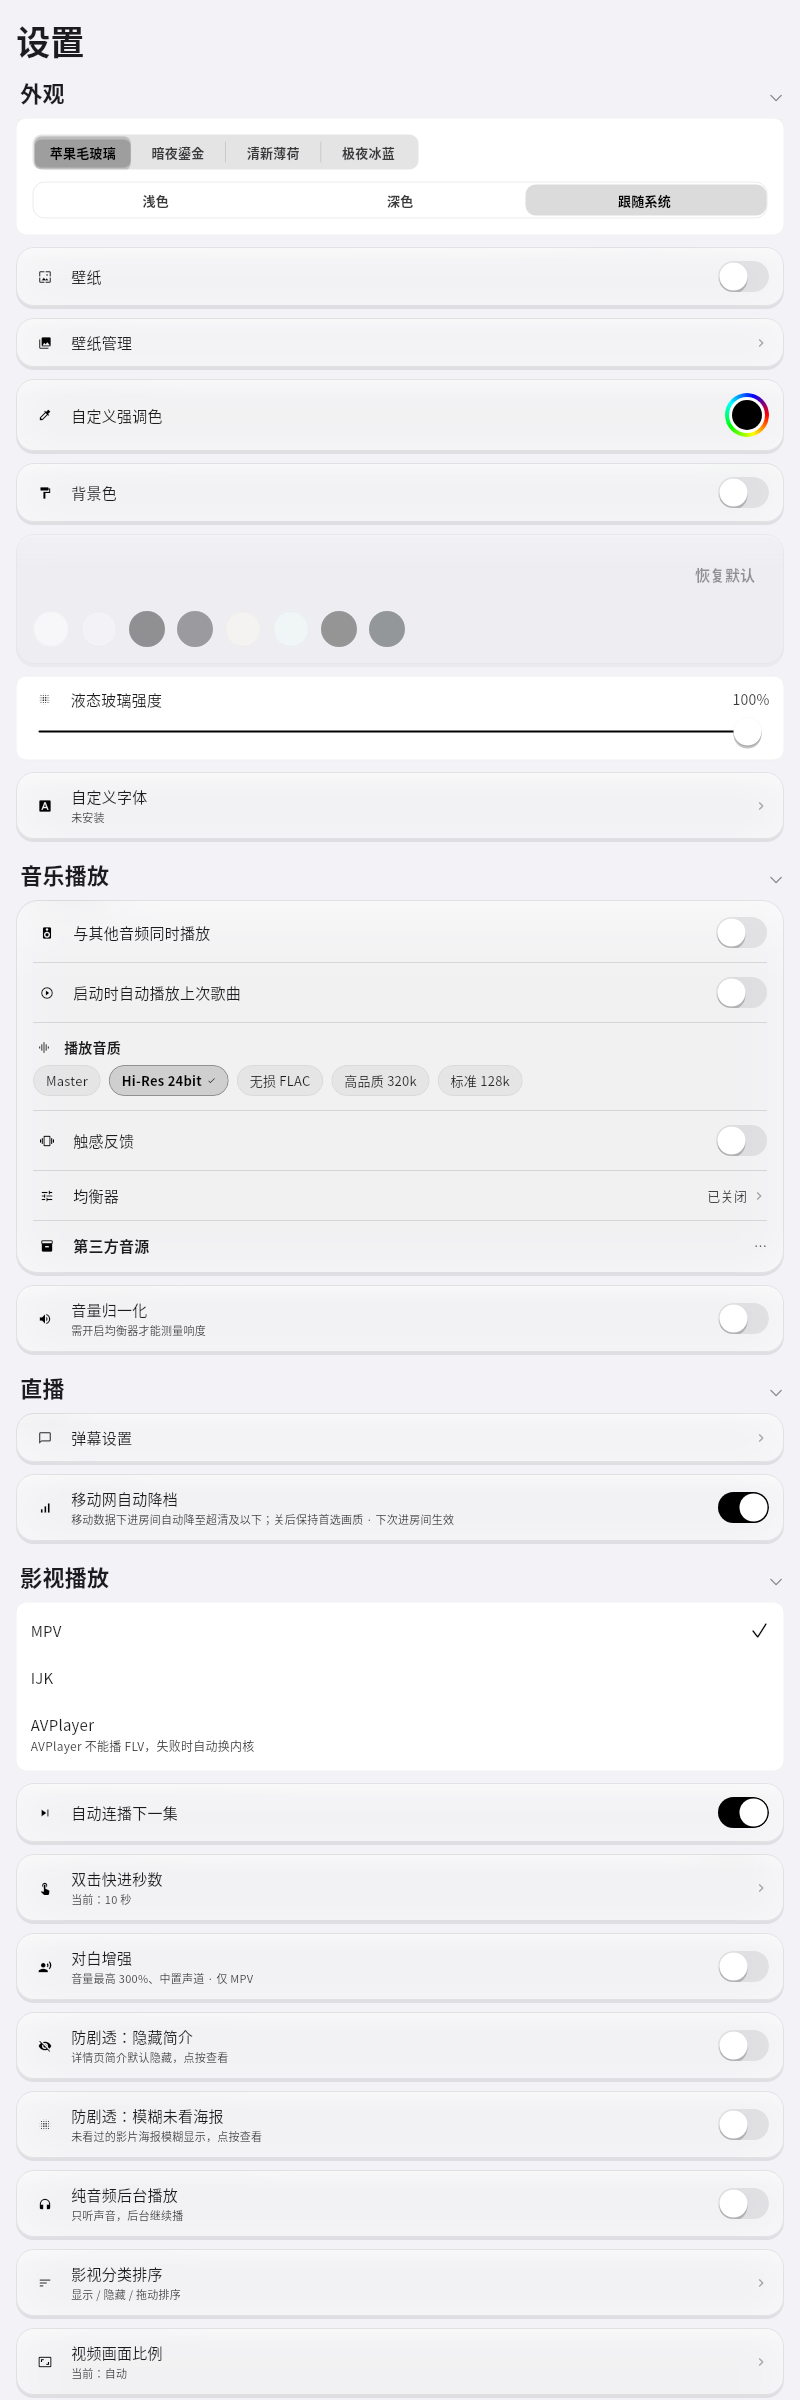 设置
外观
苹果毛玻璃 暗夜鎏金 清新薄荷 极夜冰蓝
浅色 深色 跟随系统
壁纸
壁纸管理
自定义强调色
背景色
恢复默认
液态玻璃强度 100%
自定义字体
未安装
音乐播放
与其他音频同时播放
启动时自动播放上次歌曲
播放音质
Master Hi-Res 24bit 无损 FLAC 高品质 320k 标准 128k
触感反馈
均衡器 已关闭
第三方音源 ...
音量归一化
需开启均衡器才能测量响度
直播
弹幕设置
移动网自动降档
移动数据下进房间自动降至超清及以下；关后保持首选画质 · 下次进房间生效
影视播放
MPV
IJK
AVPlayer
AVPlayer 不能播 FLV，失败时自动换内核
自动连播下一集
双击快进秒数
当前：10 秒
对白增强
音量最高 300%、中置声道 · 仅 MPV
防剧透：隐藏简介
详情页简介默认隐藏，点按查看
防剧透：模糊未看海报
未看过的影片海报模糊显示，点按查看
纯音频后台播放
只听声音，后台继续播
影视分类排序
显示 / 隐藏 / 拖动排序
视频画面比例
当前：自动